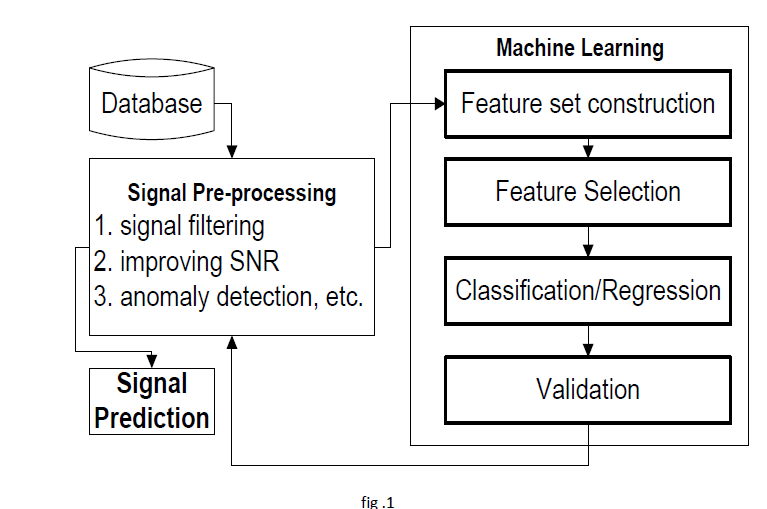 Machine Learning
Database
Feature set construction
Signal Pre-processing
1. signal filtering
2. improving SNR
3. anomaly detection, etc.
Feature Selection
Classification/Regression
Validation
Signal
Prediction
fig .1